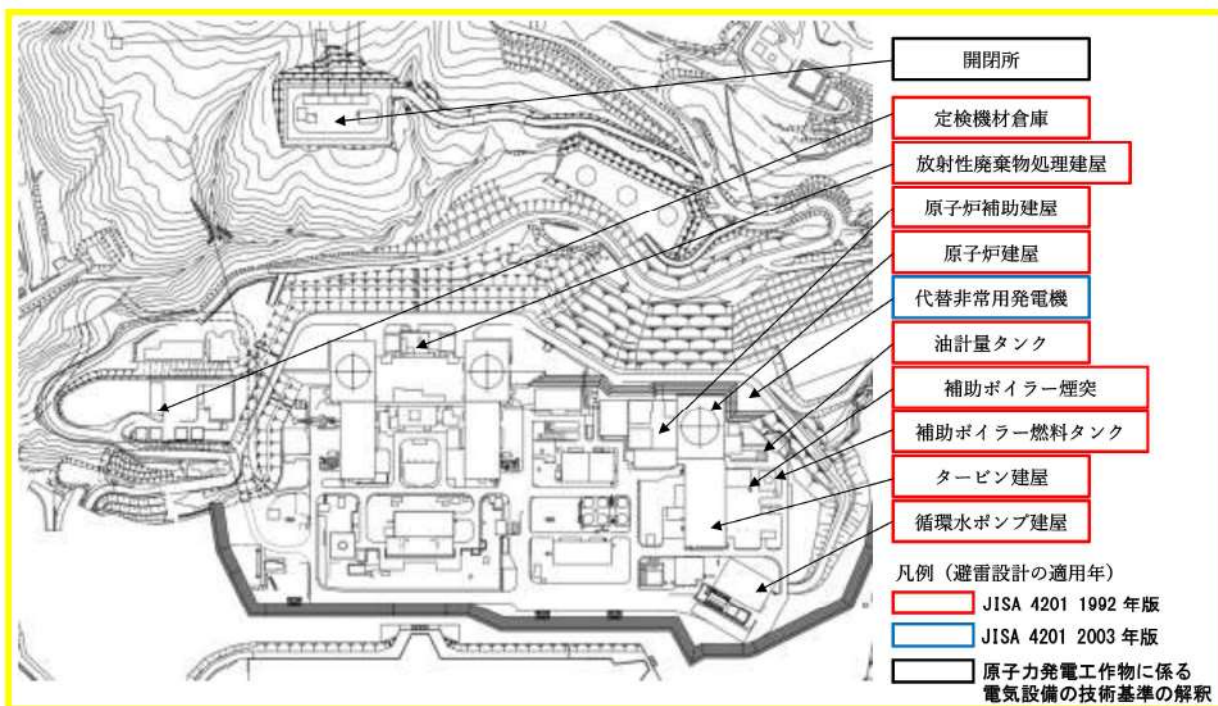 開閉所
定検機材倉庫
放射性廃棄物処理建屋
原子炉補助建屋
原子炉建屋
代替非常用発電機
油計量タンク
補助ボイラー煙突
補助ボイラー燃料タンク
タービン建屋
循環水ポンプ建屋
凡例（避雷設計の適用年）
JISA 4201 1992 年版
JISA 4201 2003 年版
原子力発電工作物に係る
電気設備の技術基準の解釈